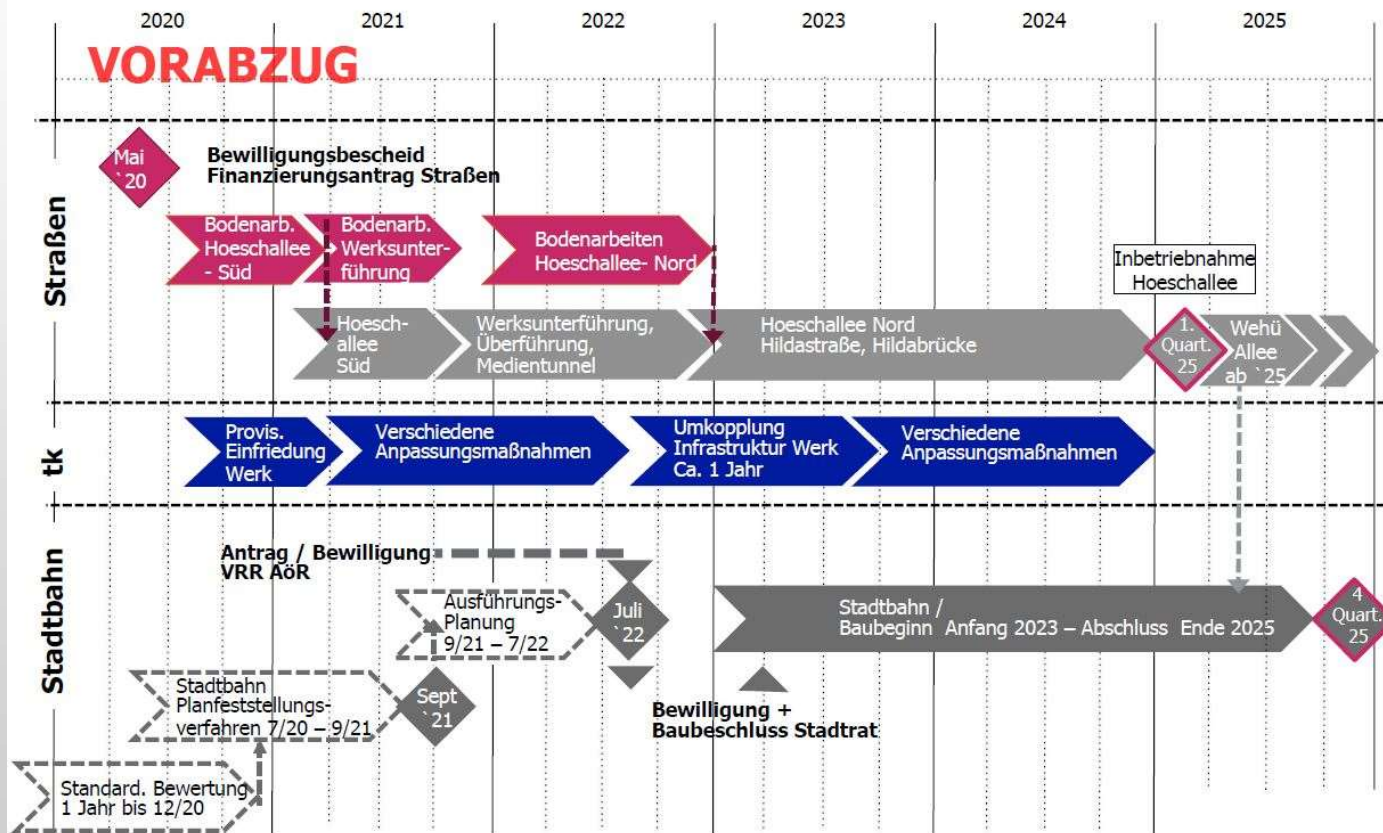 2020 2021 2022 2023 2024 2025
VORABZUG
Straßen
Mai
`20
Bewilligungsbescheid
Finanzierungsantrag Straßen
Bodenarb.
Hoeschallee
- Süd
Bodenarb.
Werksunter-
führung
Bodenarbeiten
Hoeschallee- Nord
Inbetriebnahme
Hoeschallee
Hoesch-
allee
Süd
Werksunterführung,
Überführung,
Medientunnel
Hoeschallee Nord
Hildastraße, Hildabrücke
1.
Quart.
25
Wehü
Allee
ab `25
tk
Provis.
Einfriedung
Werk
Verschiedene
Anpassungsmaßnahmen
Umkopplung
Infrastruktur Werk
Ca. 1 Jahr
Verschiedene
Anpassungsmaßnahmen
Stadtbahn
Antrag / Bewilligung
VRR AöR
Ausführungs-
Planung
9/21 – 7/22
Juli
`22
Stadtbahn /
Baubeginn Anfang 2023 – Abschluss Ende 2025
4
Quart.
25
Stadtbahn
Planfeststellungs-
verfahren 7/20 – 9/21
Sept
`21
Bewilligung +
Baubeschluss Stadtrat
Standard. Bewertung
1 Jahr bis 12/20